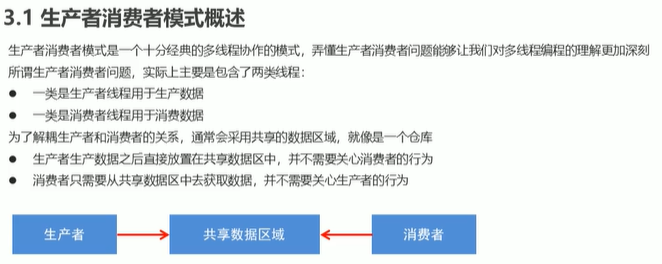 3.1 生产者消费者模式概述
生产者消费者模式是一个十分经典的多线程协作的模式，弄懂生产者消费者问题能够让我们对多线程编程的理解更加深刻
所谓生产者消费者问题，实际上主要是包含了两类线程：
● 一类是生产者线程用于生产数据
● 一类是消费者线程用于消费数据
为了解耦生产者和消费者的关系，通常会采用共享的数据区域，就像是一个仓库
● 生产者生产数据之后直接放置在共享数据区中，并不需要关心消费者的行为
● 消费者只需要从共享数据区中去获取数据，并不需要关心生产者的行为
生产者 共享数据区域 消费者